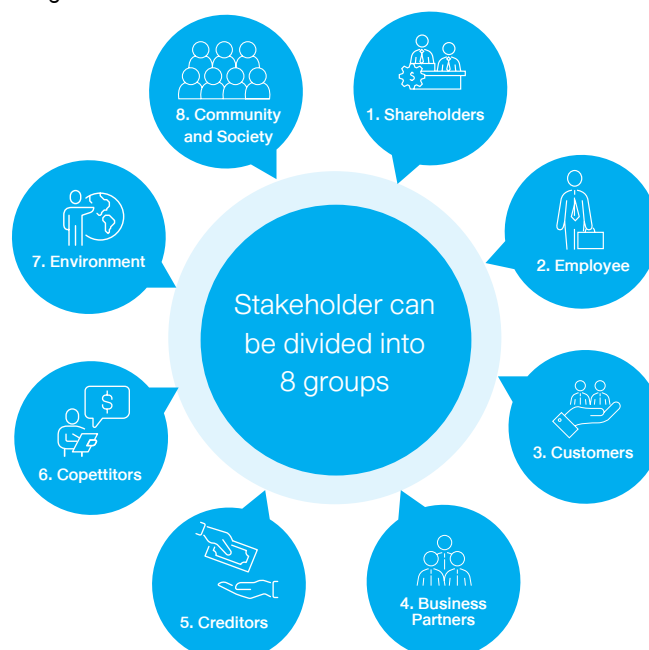 Stakeholder can
be divided into
8 groups
1. Shareholders
2. Employee
3. Customers
4. Business
Partners
5. Creditors
6. Copettitors
7. Environment
8. Community
and Society
$
$